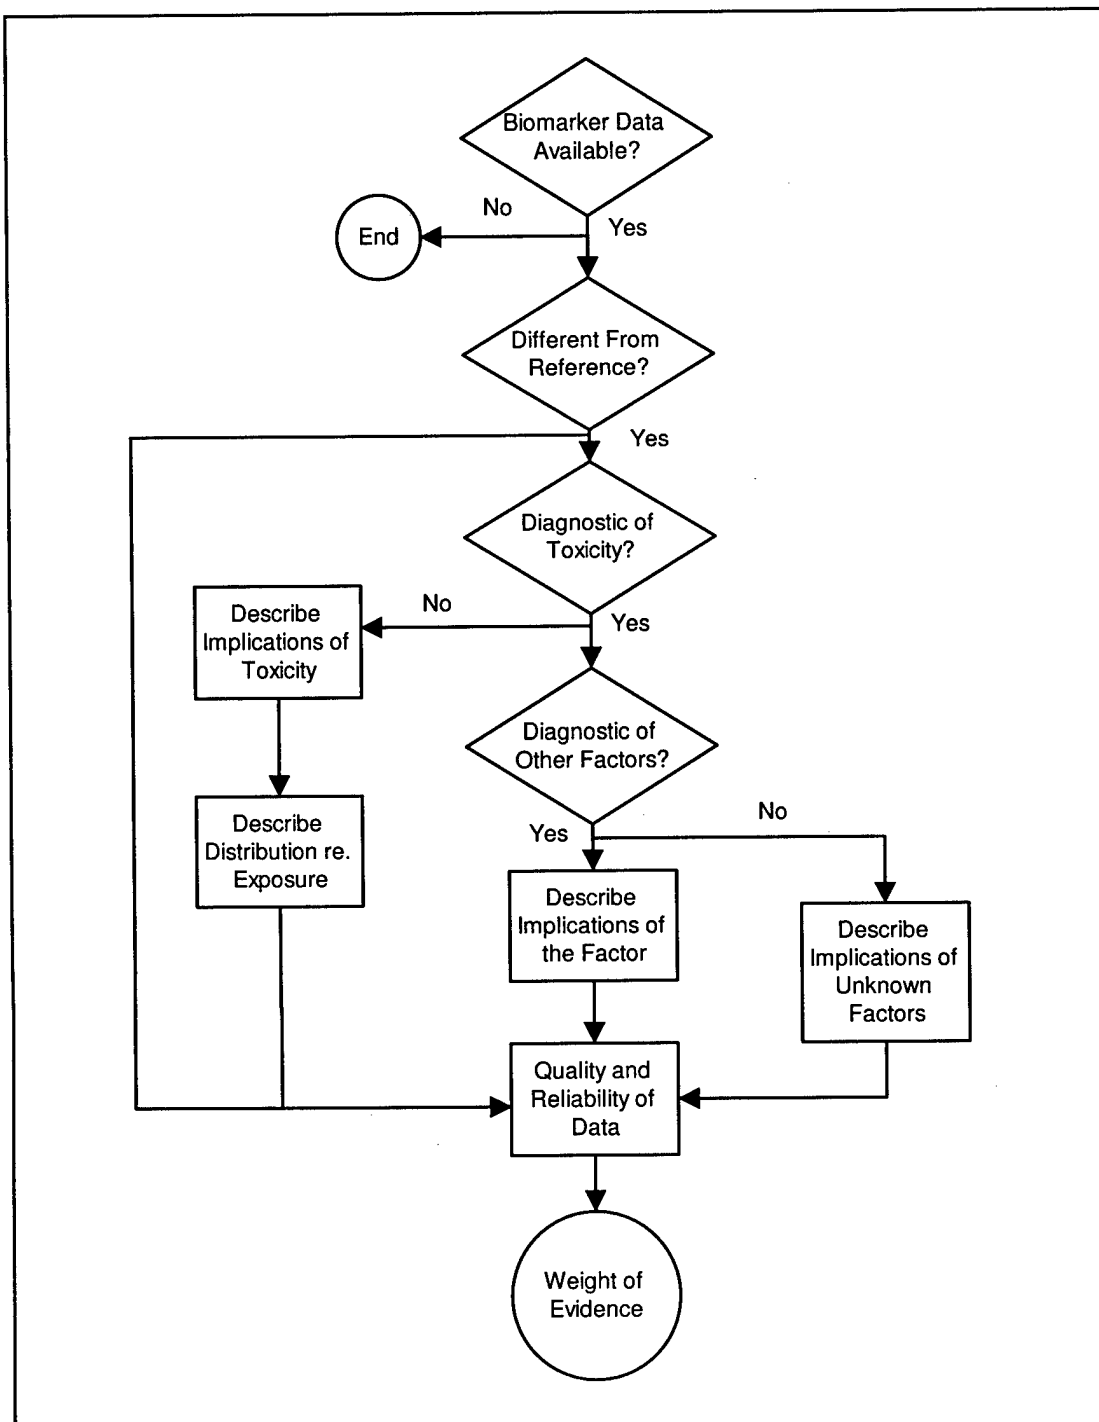 Biomarker Data
Available?
No
Yes
End
Different From
Reference?
Yes
Diagnostic of
Toxicity?
No
Yes
Describe
Implications of
Toxicity
Diagnostic of
Other Factors?
Yes
No
Describe
Distribution re.
Exposure
Describe
Implications of
the Factor
Describe
Implications of
Unknown
Factors
Quality and
Reliability of
Data
Weight of
Evidence